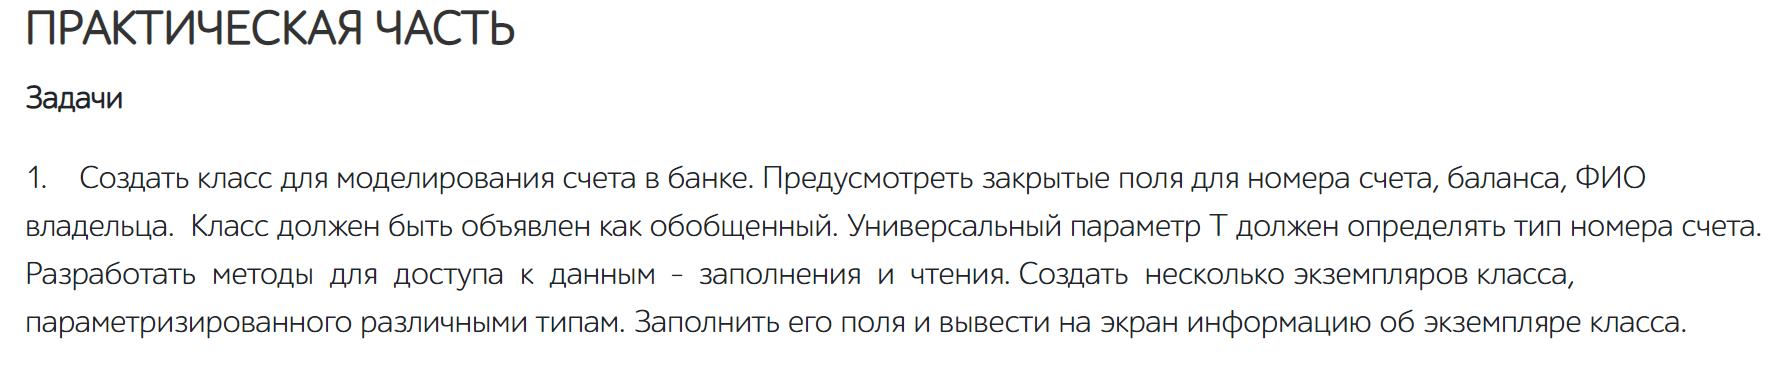 ПРАКТИЧЕСКАЯ ЧАСТЬ
Задачи
1. Создать класс для моделирования счета в банке. Предусмотреть закрытые поля для номера счета, баланса, ФИО
владельца. Класс должен быть объявлен как обобщенный. Универсальный параметр T должен определять тип номера счета.
Разработать методы для доступа к данным - заполнения и чтения. Создать несколько экземпляров класса,
параметризированного различными типам. Заполнить его поля и вывести на экран информацию об экземпляре класса.